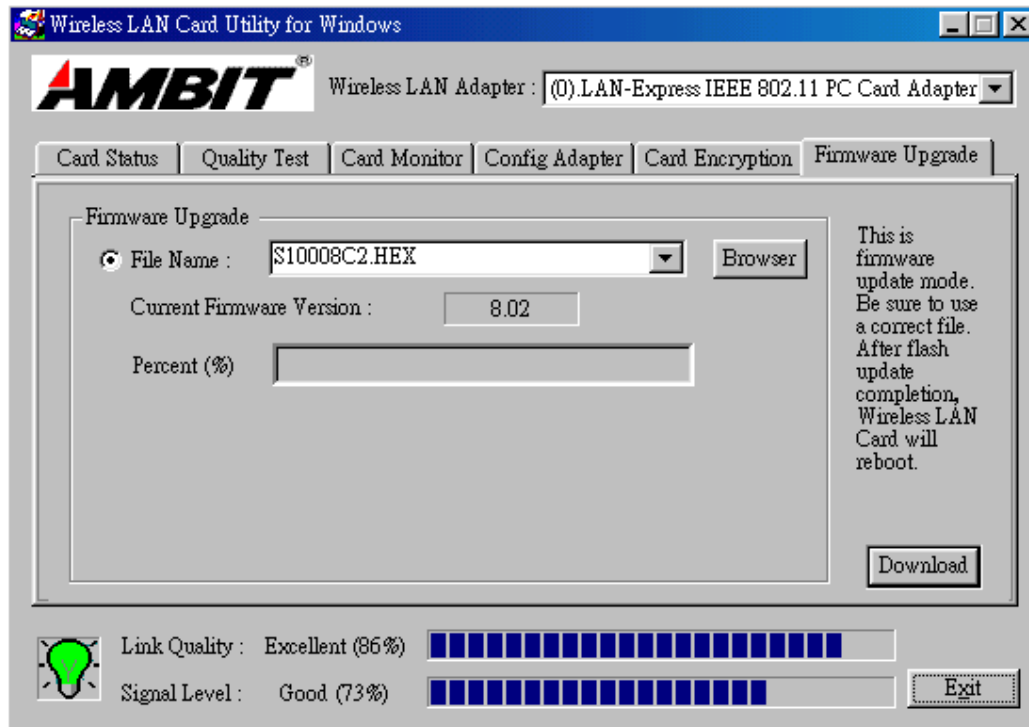 Wireless LAN Card Utility for Windows
AMBIT®
Wireless LAN Adapter : (0).LAN-Express IEEE 802.11 PC Card Adapter
Card Status Quality Test Card Monitor Config Adapter Card Encryption Firmware Upgrade
Firmware Upgrade
File Name : S10008C2.HEX Browser
Current Firmware Version : 8.02
Percent (%)
This is
firmware
update mode.
Be sure to use
a correct file.
After flash
update
completion,
Wireless LAN
Card will
reboot.
Download
Link Quality : Excellent (86%)
Signal Level : Good (73%)
Exit